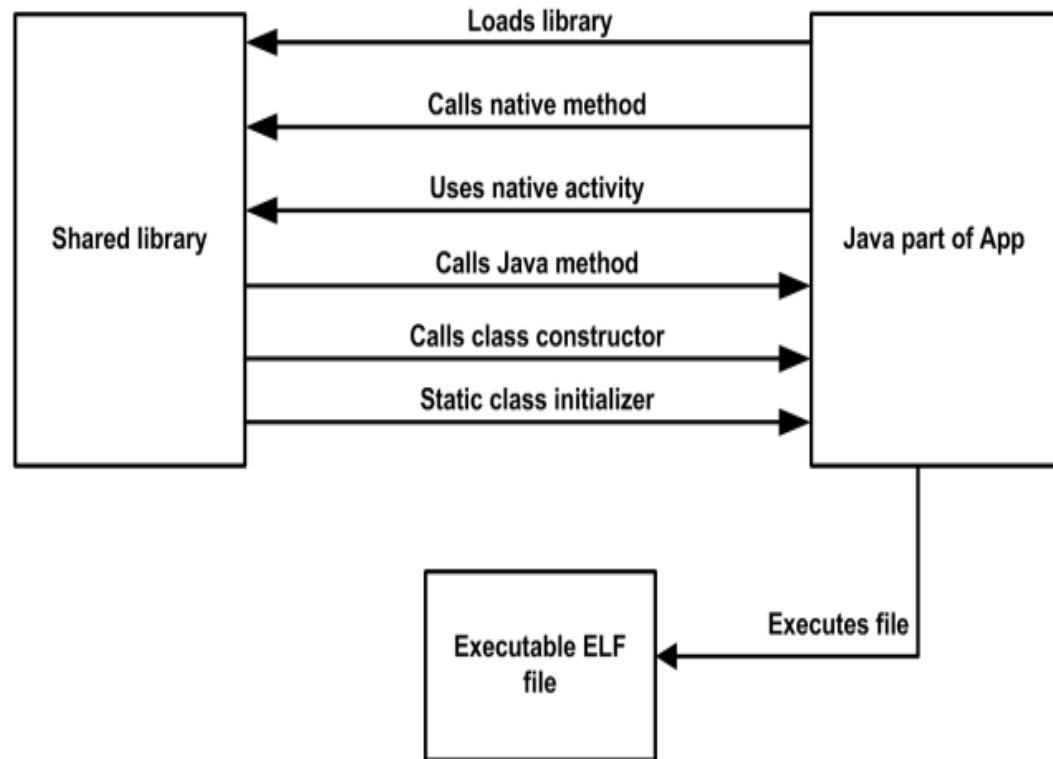 Loads library
Calls native method
Uses native activity
Shared library
Java part of App
Calls Java method
Calls class constructor
Static class initializer
Executes file
Executable ELF
file